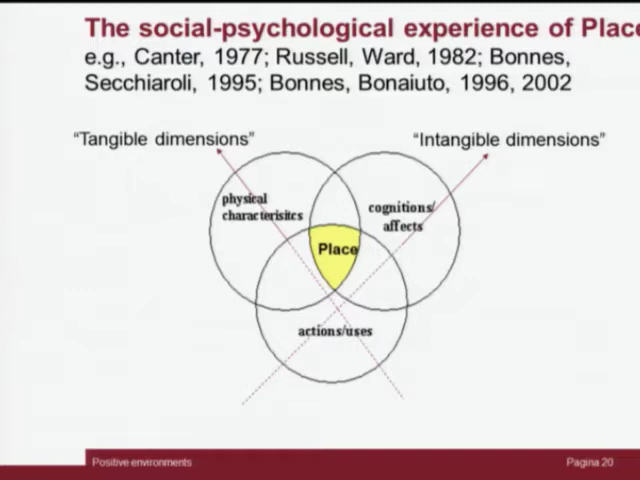 The social-psychological experience of Place
e.g., Canter, 1977; Russell, Ward, 1982; Bonnes,
Secchiaroli, 1995; Bonnes, Bonaiuto, 1996, 2002
“Tangible dimensions”
“Intangible dimensions”
physical
characterisitcs
cognitions/
affects
Place
actions/uses
Positive environments
Pagina 20